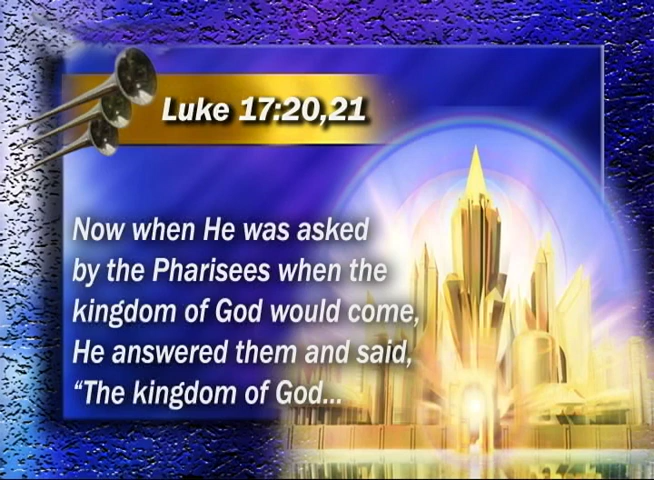 Luke 17:20,21
Now when He was asked
by the Pharisees when the
kingdom of God would come,
He answered them and said,
“The kingdom of God...